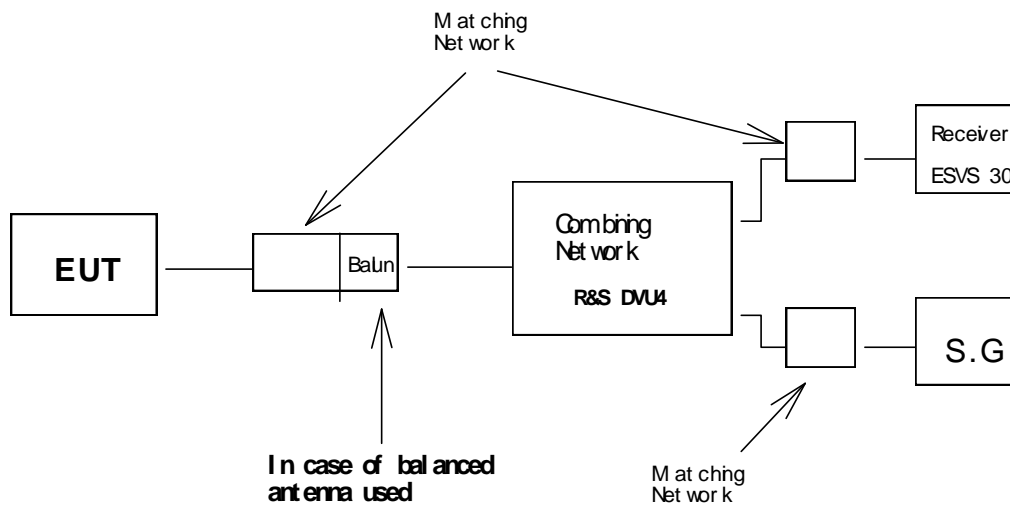 Matching
Network
Receiver
ESVS 30
Combining
Network
R&S DVU4
EUT
Balun
S.G
In case of balanced
antenna used
Matching
Network